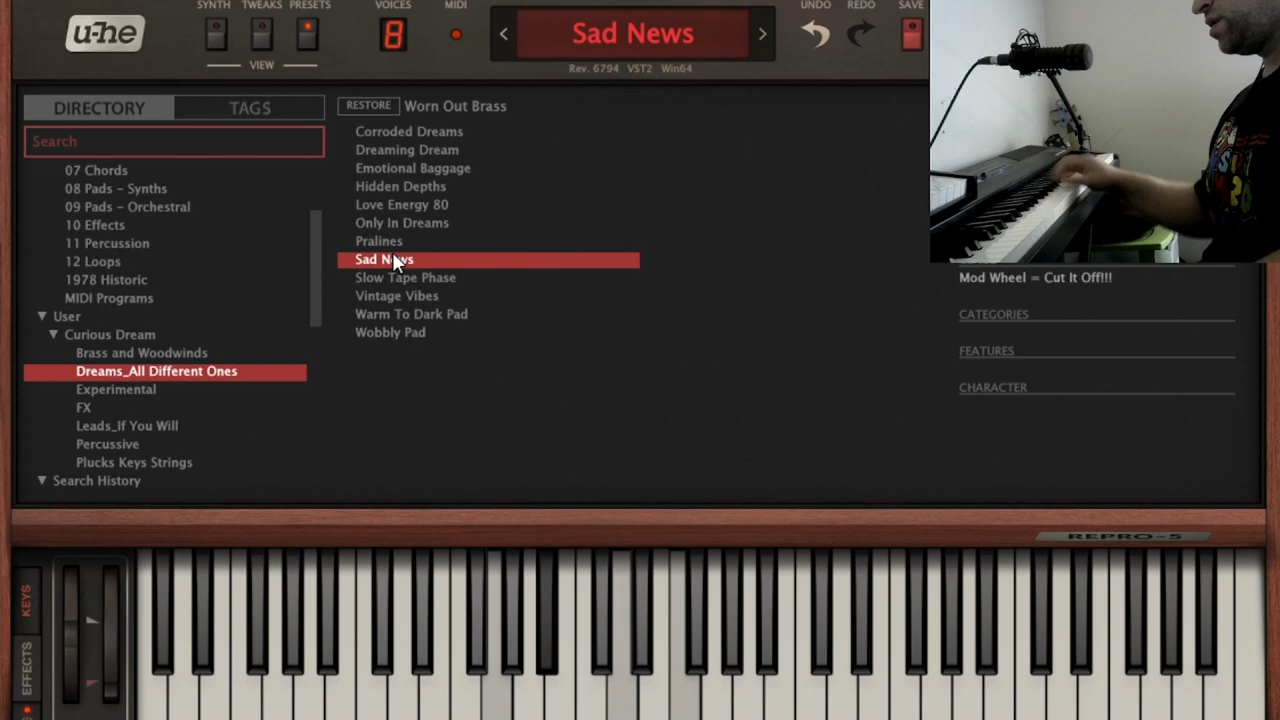 SYNTH TWEAKS PRESETS VOICES MIDI UNDO REDO SAVE
u-he
8
Sad News
VIEW
Rev. 6794 VST2 Win64
DIRECTORY TAGS
RESTORE Worn Out Brass
Search
07 Chords
08 Pads - Synths
09 Pads - Orchestral
10 Effects
11 Percussion
12 Loops
1978 Historic
MIDI Programs
User
Curious Dream
Brass and Woodwinds
Dreams_All Different Ones
Experimental
FX
Leads_If You Will
Percussive
Plucks Keys Strings
Search History
Corroded Dreams
Dreaming Dream
Emotional Baggage
Hidden Depths
Love Energy 80
Only In Dreams
Pralines
Sad News
Slow Tape Phase
Vintage Vibes
Warm To Dark Pad
Wobbly Pad
Mod Wheel = Cut It Off!!!
CATEGORIES
FEATURES
CHARACTER
REPRO-5
KEYS
EFFECTS